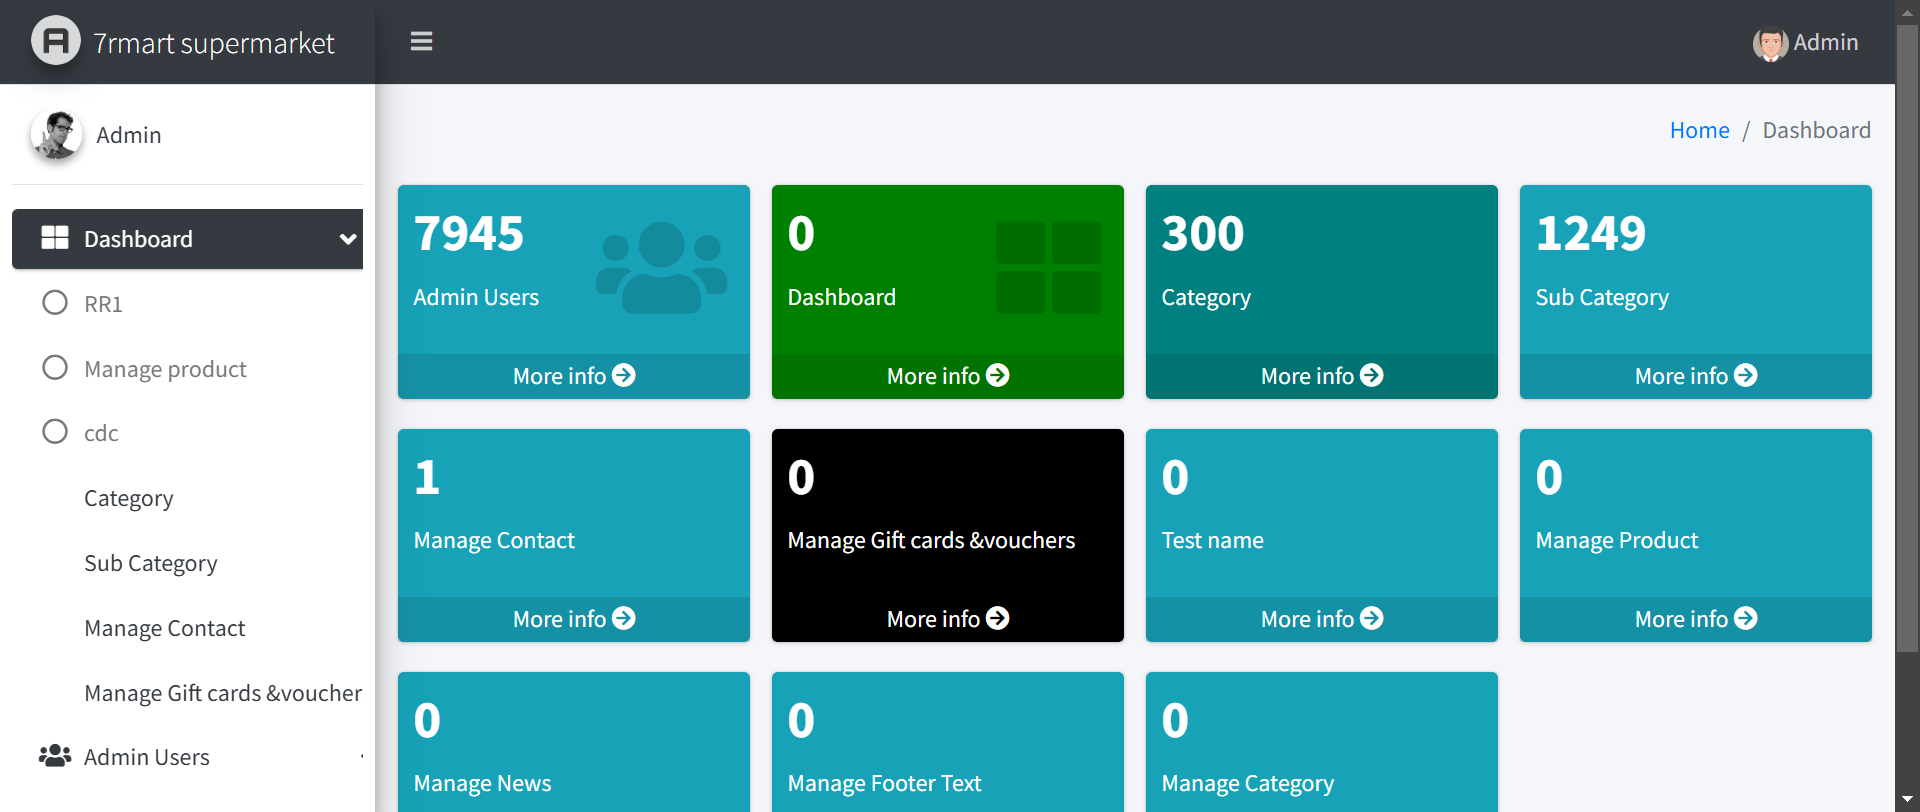 7rmart supermarket
Admin
Admin
Home / Dashboard
Dashboard
RR1
Manage product
cdc
Category
Sub Category
Manage Contact
Manage Gift cards &voucher
Admin Users
7945
Admin Users
More info
0
Dashboard
More info
300
Category
More info
1249
Sub Category
More info
1
Manage Contact
More info
0
Manage Gift cards &vouchers
More info
0
Test name
More info
0
Manage Product
More info
0
Manage News
0
Manage Footer Text
0
Manage Category